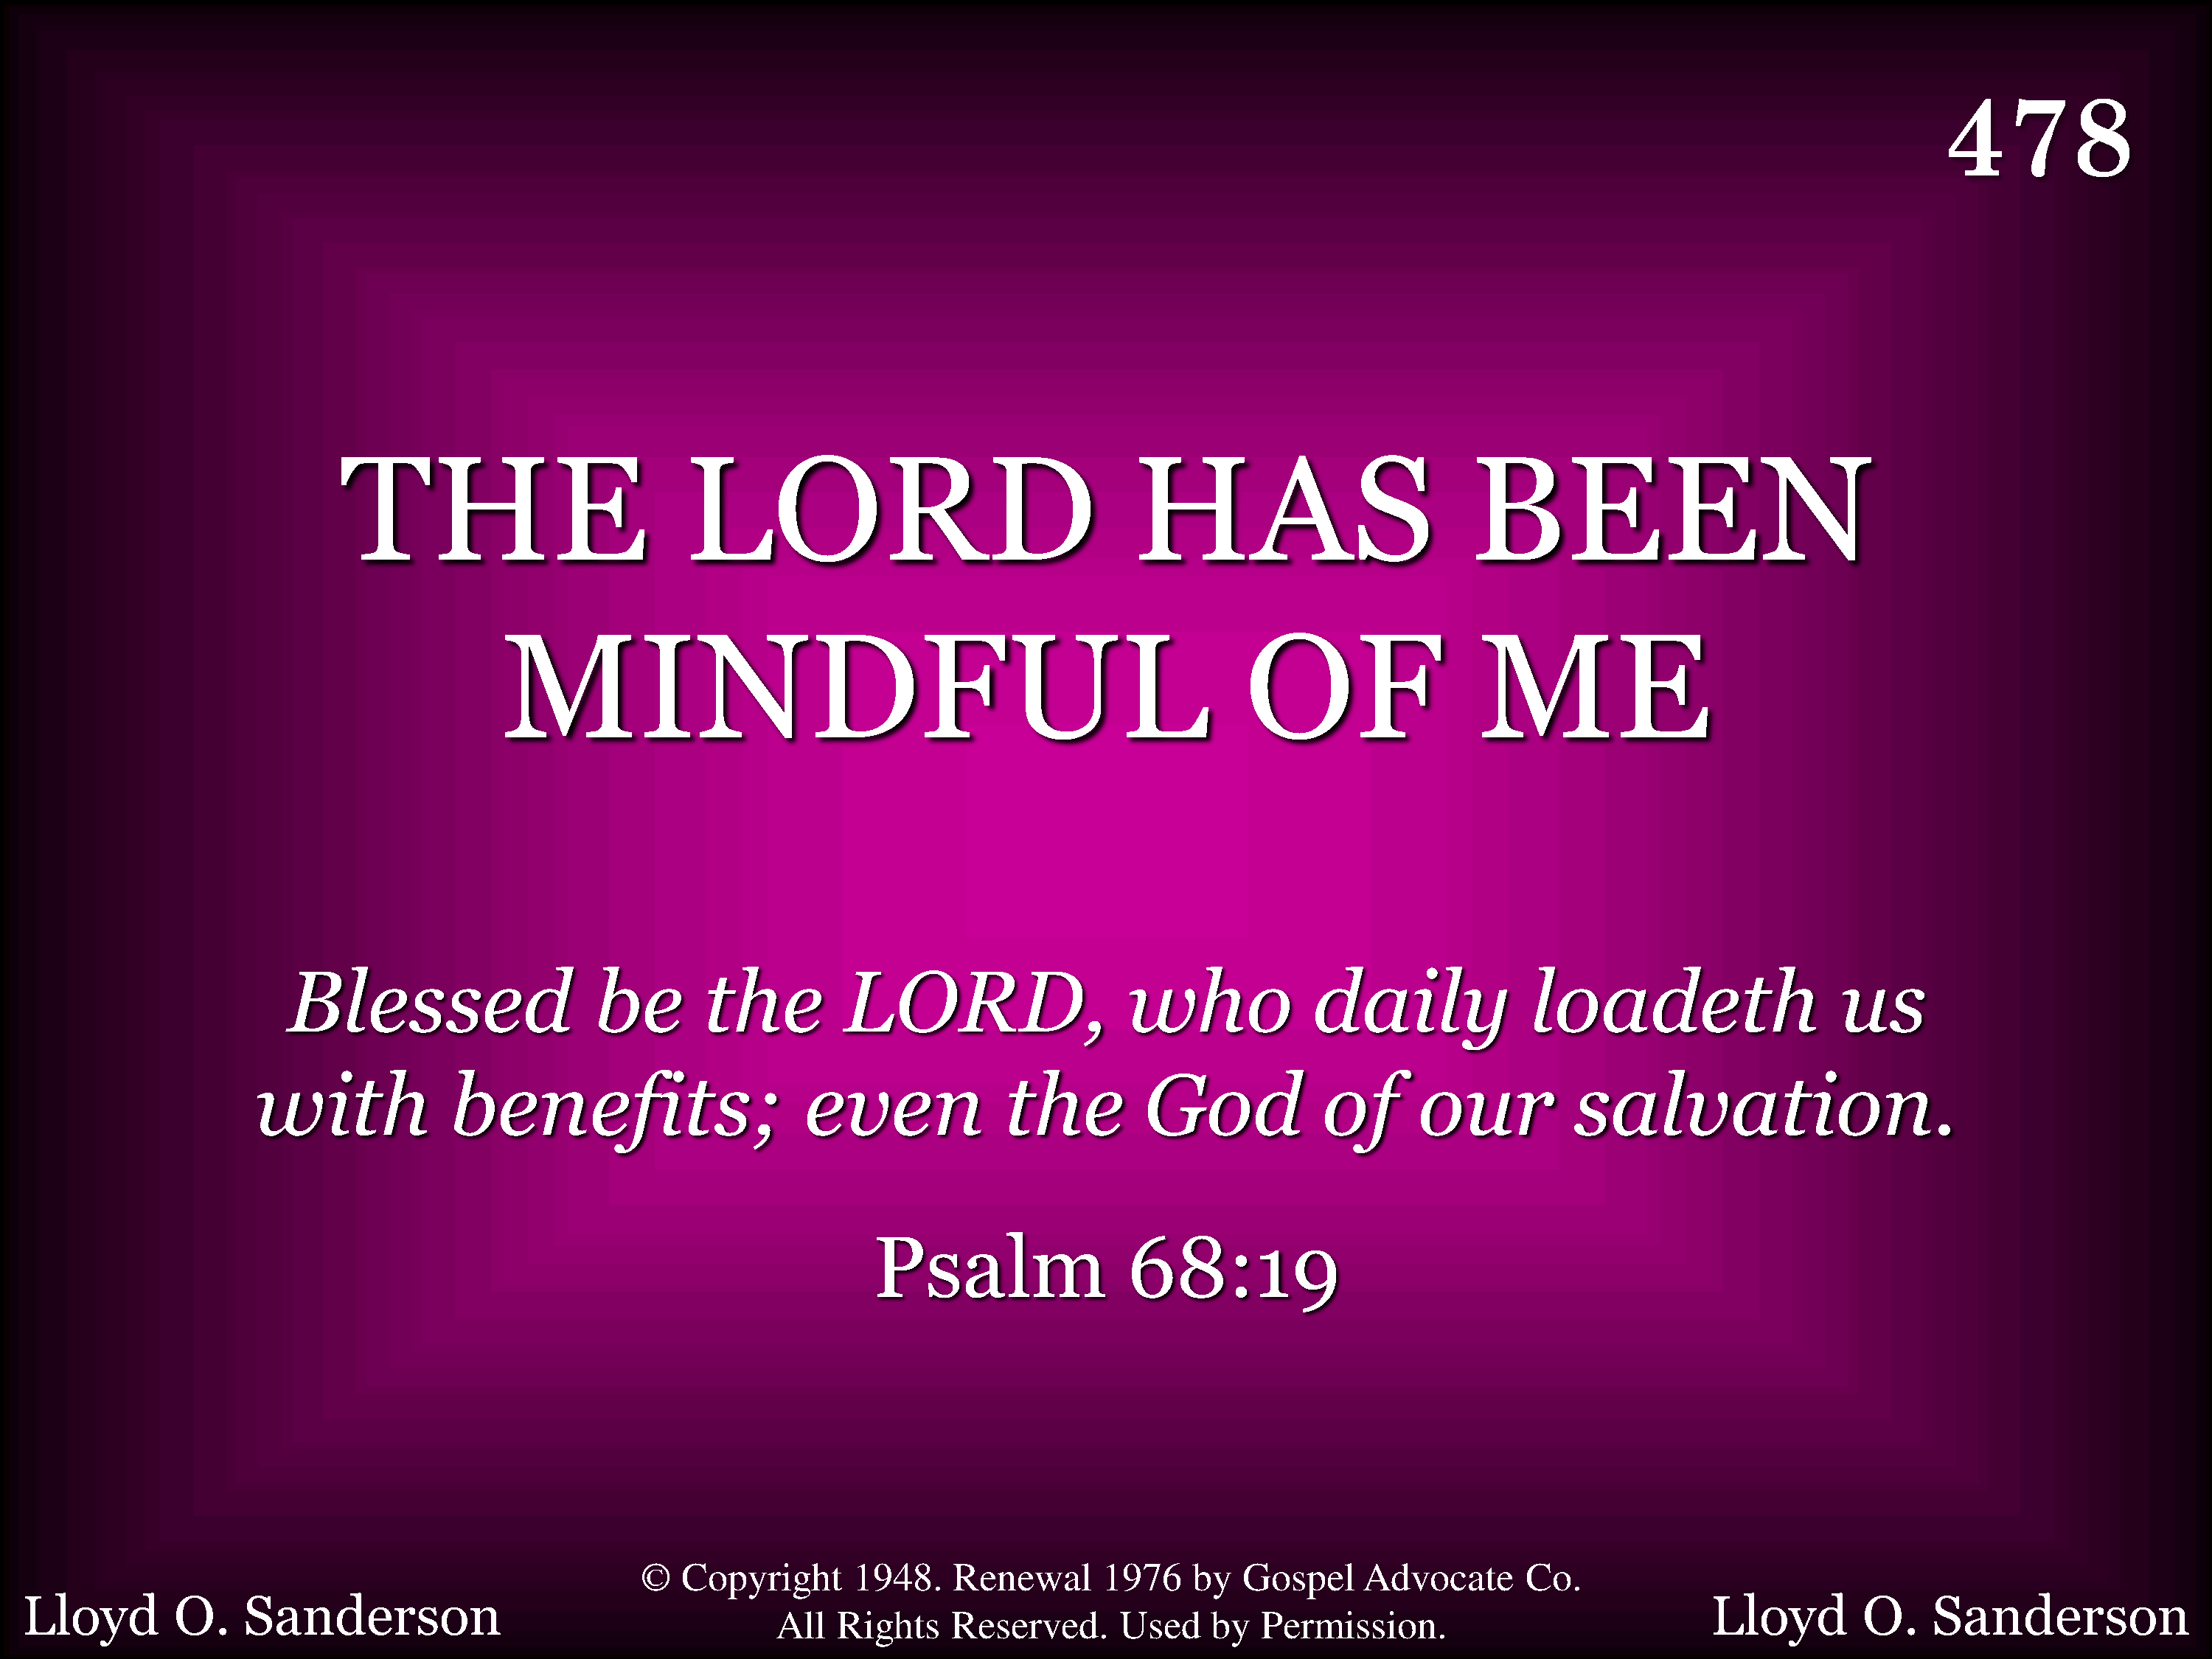 478
THE LORD HAS BEEN
MINDFUL OF ME
Blessed be the LORD, who daily loadeth us
with benefits; even the God of our salvation.
Psalm 68:19
© Copyright 1948. Renewal 1976 by Gospel Advocate Co.
All Rights Reserved. Used by Permission.
Lloyd O. Sanderson
Lloyd O. Sanderson